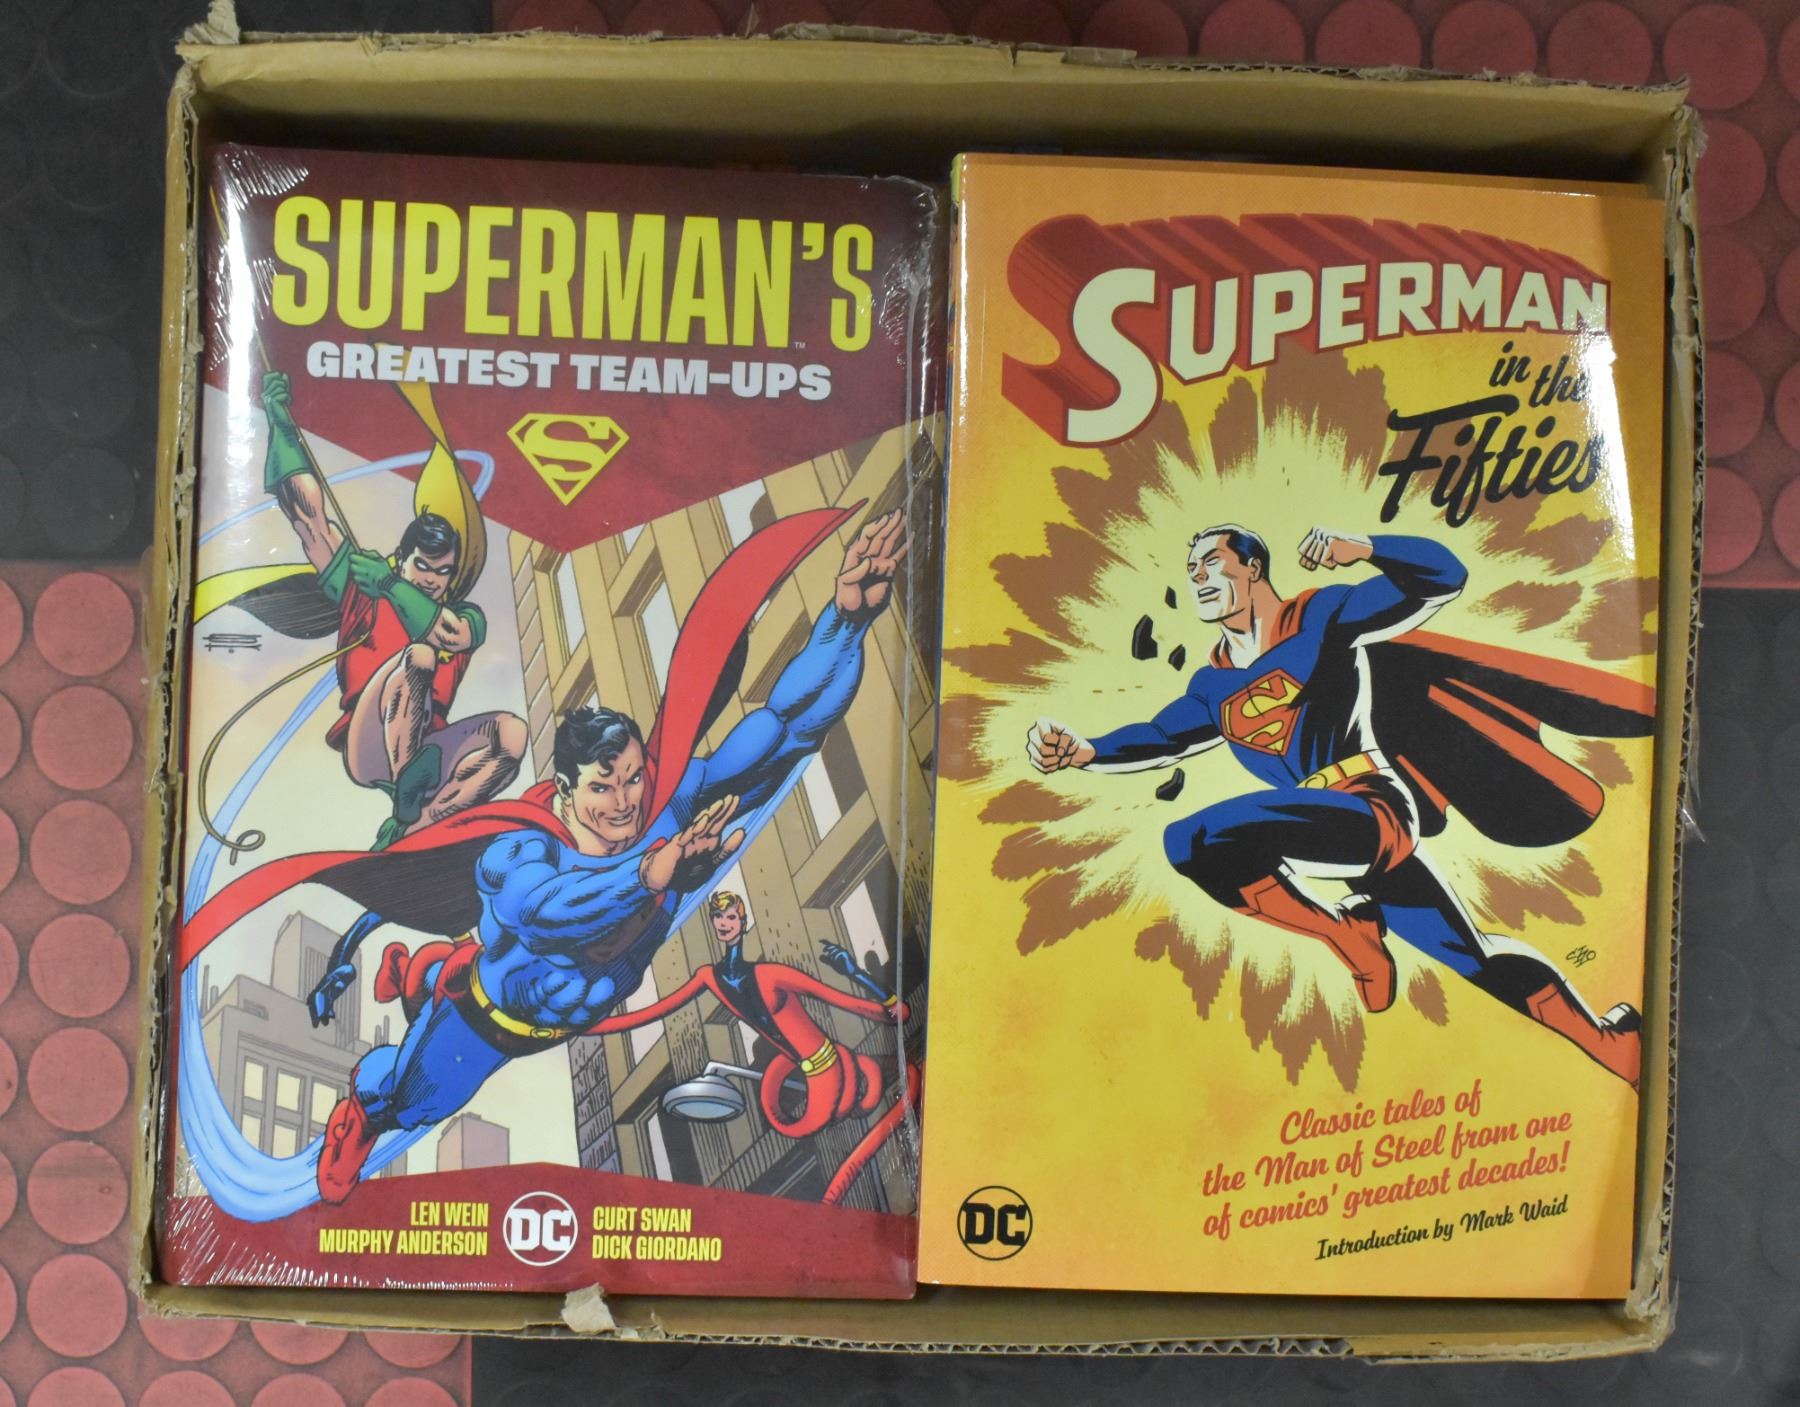 SUPERMAN'S
GREATEST TEAM-UPS
S
LEN WEIN
MURPHY ANDERSON
DC
CURT SWAN
DICK GIORDANO
SUPERMAN
in the
Fifties
S
Classic tales of
the Man of Steel from one
of comics' greatest decades!
Introduction by Mark Waid
DC